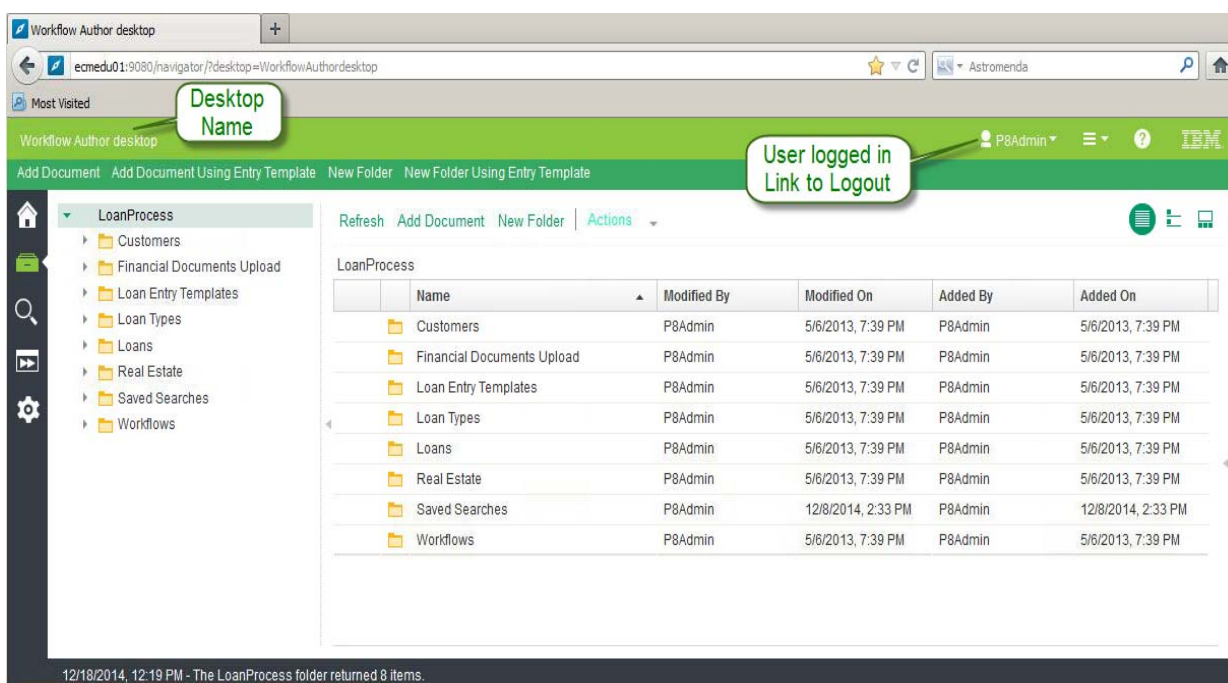 Workflow Author desktop
ecmedu01:9080/navigator/?desktop=WorkflowAuthordesktop
Astromenda
Most Visited
Desktop
Name
Workflow Author desktop
User logged in
Link to Logout
P8Admin
IBM
Add Document Add Document Using Entry Template New Folder New Folder Using Entry Template
LoanProcess
Customers
Financial Documents Upload
Loan Entry Templates
Loan Types
Loans
Real Estate
Saved Searches
Workflows
Refresh Add Document New Folder Actions
LoanProcess
Name Modified By Modified On Added By Added On
Customers P8Admin 5/6/2013, 7:39 PM P8Admin 5/6/2013, 7:39 PM
Financial Documents Upload P8Admin 5/6/2013, 7:39 PM P8Admin 5/6/2013, 7:39 PM
Loan Entry Templates P8Admin 5/6/2013, 7:39 PM P8Admin 5/6/2013, 7:39 PM
Loan Types P8Admin 5/6/2013, 7:39 PM P8Admin 5/6/2013, 7:39 PM
Loans P8Admin 5/6/2013, 7:39 PM P8Admin 5/6/2013, 7:39 PM
Real Estate P8Admin 5/6/2013, 7:39 PM P8Admin 5/6/2013, 7:39 PM
Saved Searches P8Admin 12/8/2014, 2:33 PM P8Admin 12/8/2014, 2:33 PM
Workflows P8Admin 5/6/2013, 7:39 PM P8Admin 5/6/2013, 7:39 PM
12/18/2014, 12:19 PM - The LoanProcess folder returned 8 items.